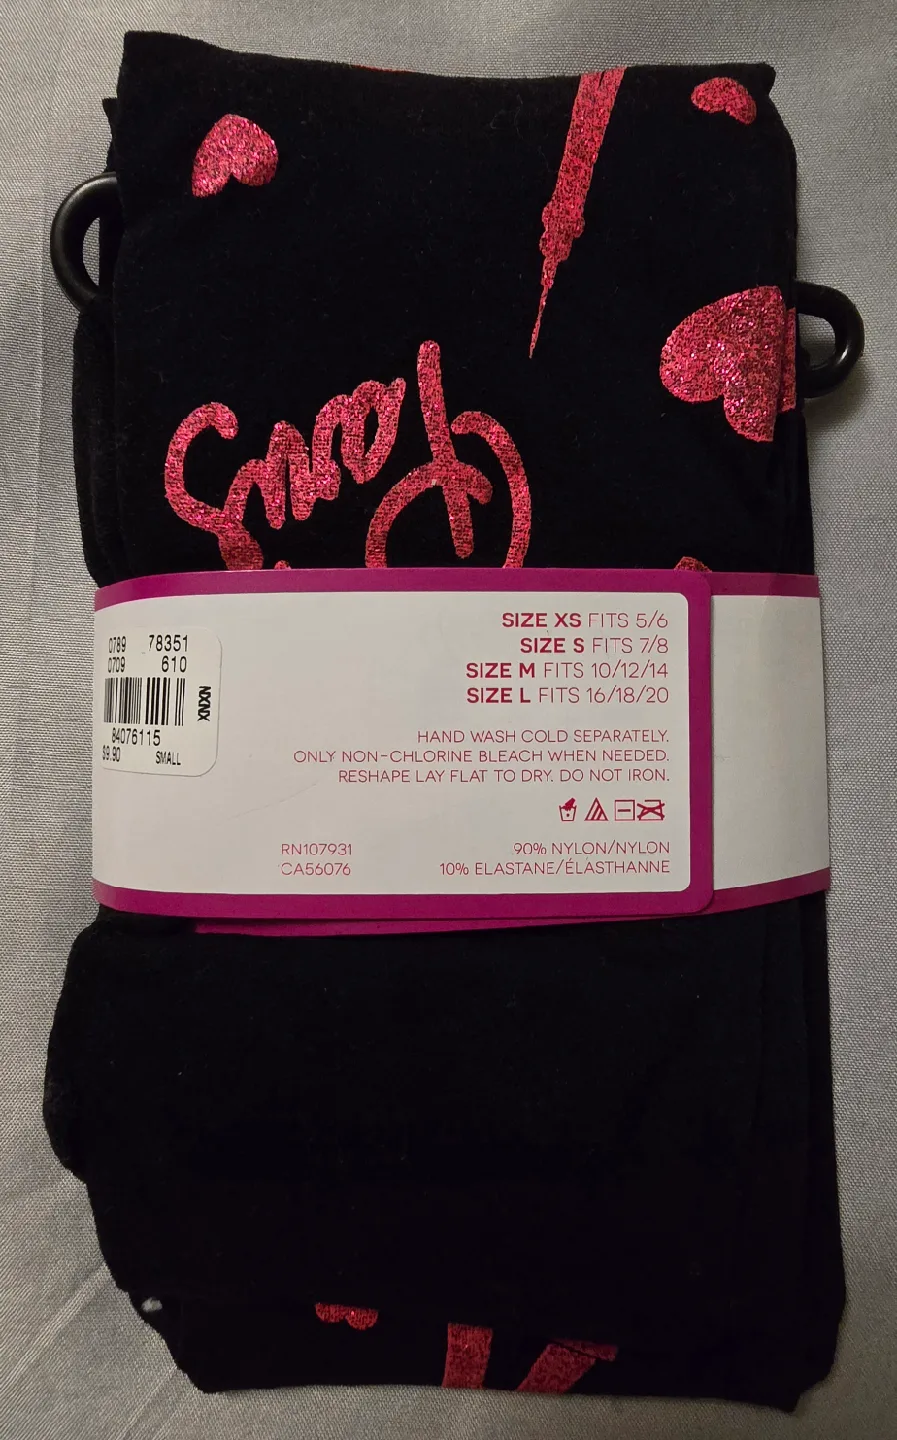 0789 78351
0709 610
XNXN
84076115
$9.90 SMALL
SIZE XS FITS 5/6
SIZE S FITS 7/8
SIZE M FITS 10/12/14
SIZE L FITS 16/18/20
HAND WASH COLD SEPARATELY.
ONLY NON-CHLORINE BLEACH WHEN NEEDED.
RESHAPE LAY FLAT TO DRY. DO NOT IRON.
RN107931
CA56076
90% NYLON/NYLON
10% ELASTANE/ÉLASTHANNE